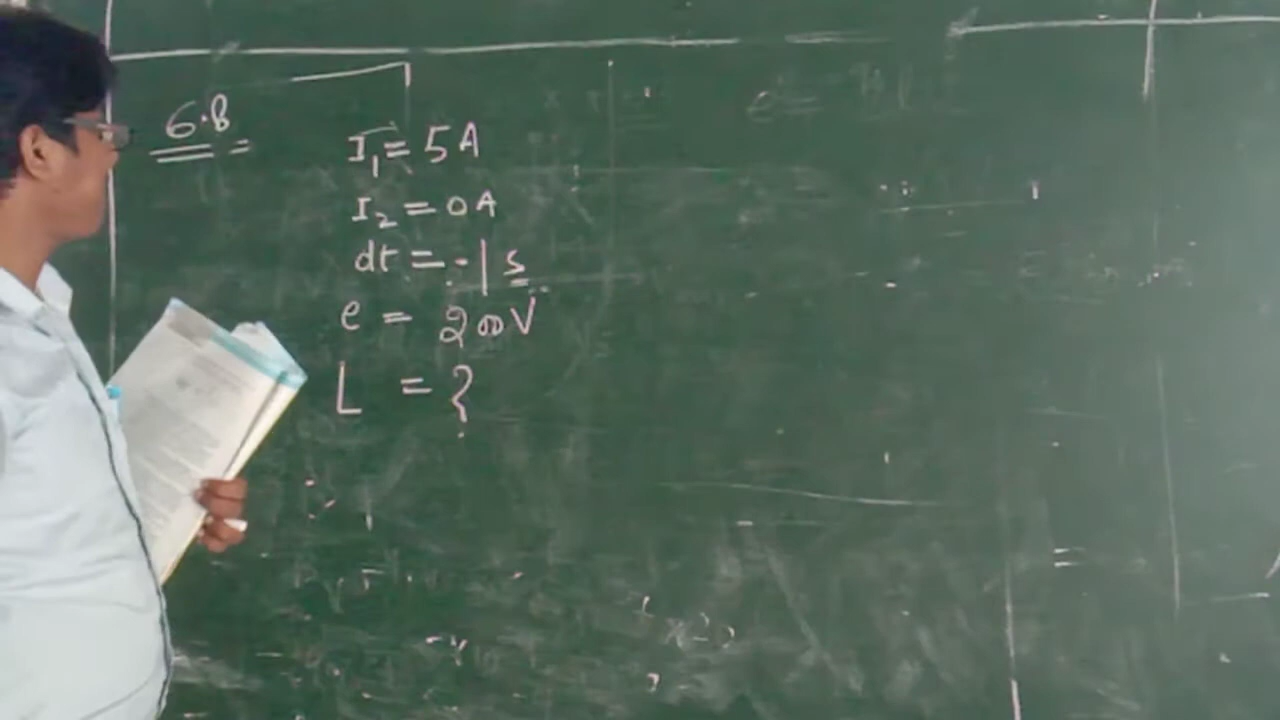 6.8
I₁ = 5A
I₂ = 0A
dt = .1 s
e = 200V
L = ?